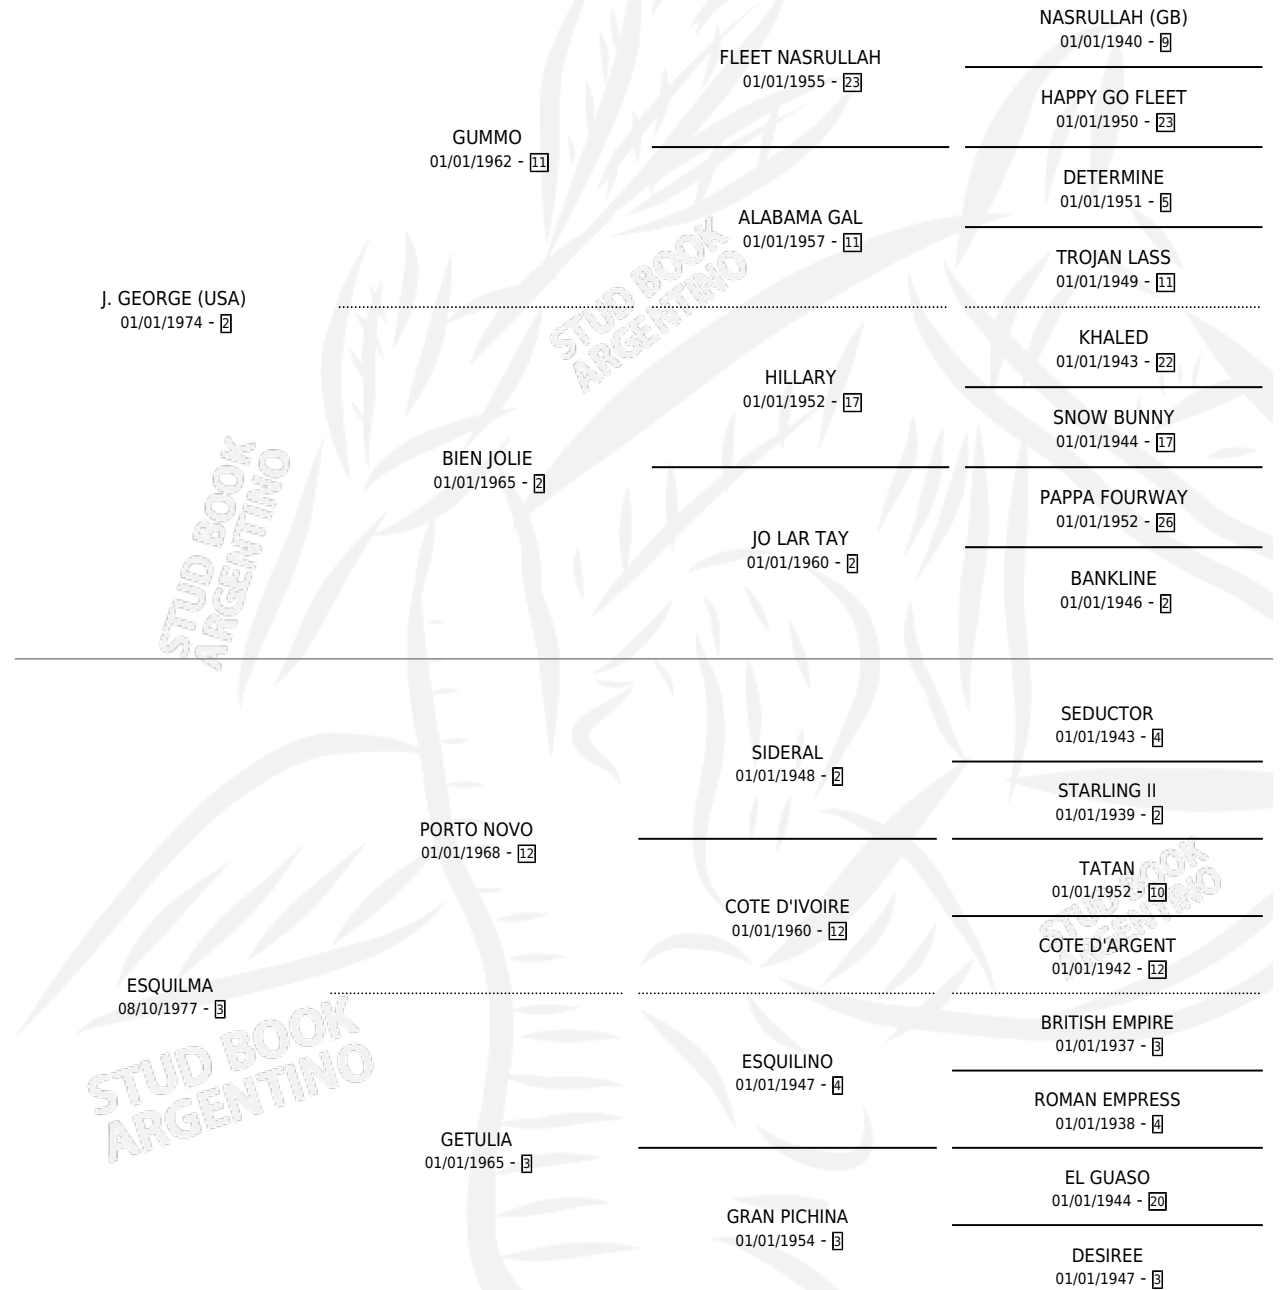 NASRULLAH (GB)
01/01/1940 - 9
FLEET NASRULLAH
01/01/1955 - 23
HAPPY GO FLEET
01/01/1950 - 23
GUMMO
01/01/1962 - 11
DETERMINE
01/01/1951 - 5
ALABAMA GAL
01/01/1957 - 11
TROJAN LASS
01/01/1949 - 11
J. GEORGE (USA)
01/01/1974 - 2
KHALED
01/01/1943 - 22
HILLARY
01/01/1952 - 17
SNOW BUNNY
01/01/1944 - 17
BIEN JOLIE
01/01/1965 - 2
PAPPA FOURWAY
01/01/1952 - 26
JO LAR TAY
01/01/1960 - 2
BANKLINE
01/01/1946 - 2
SEDUCTOR
01/01/1943 - 4
SIDERAL
01/01/1948 - 2
STARLING II
01/01/1939 - 2
PORTO NOVO
01/01/1968 - 12
TATAN
01/01/1952 - 10
COTE D'IVOIRE
01/01/1960 - 12
COTE D'ARGENT
01/01/1942 - 12
ESQUILMA
08/10/1977 - 3
BRITISH EMPIRE
01/01/1937 - 3
ESQUILINO
01/01/1947 - 4
ROMAN EMPRESS
01/01/1938 - 4
GETULIA
01/01/1965 - 3
EL GUASO
01/01/1944 - 20
GRAN PICHINA
01/01/1954 - 3
DESIREE
01/01/1947 - 3
STUD BOOK
ARGENTINO
STUD BOOK
ARGENTINO
STUD BOOK
ARGENTINO
STUD BOOK
ARGENTINO